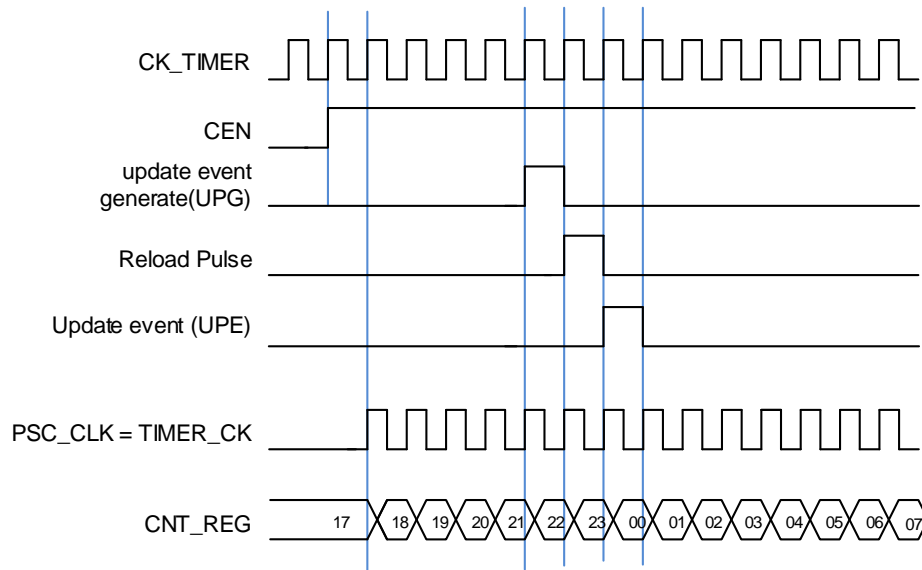 CK_TIMER
CEN
update event
generate(UPG)
Reload Pulse
Update event (UPE)
PSC_CLK = TIMER_CK
CNT_REG 17 18 19 20 21 22 23 00 01 02 03 04 05 06 07